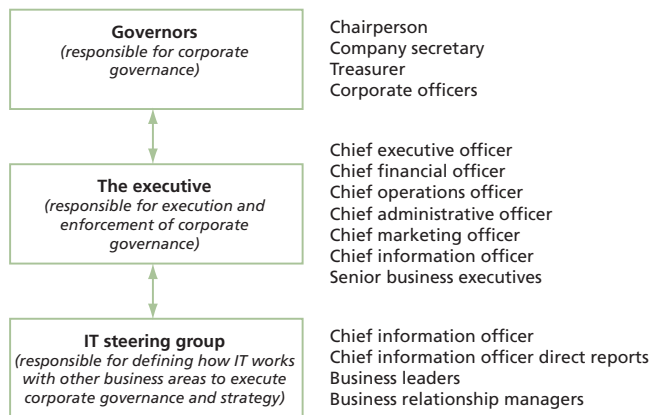 Governors
(responsible for corporate
governance)
Chairperson
Company secretary
Treasurer
Corporate officers
The executive
(responsible for execution and
enforcement of corporate
governance)
Chief executive officer
Chief financial officer
Chief operations officer
Chief administrative officer
Chief marketing officer
Chief information officer
Senior business executives
IT steering group
(responsible for defining how IT works
with other business areas to execute
corporate governance and strategy)
Chief information officer
Chief information officer direct reports
Business leaders
Business relationship managers